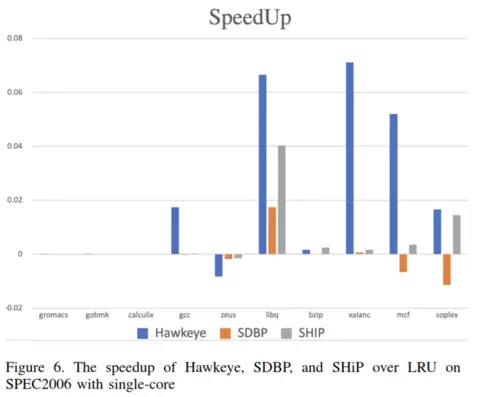 SpeedUp
0.08
0.06
0.04
0.02
0
-0.02
gromacs gobmk calculix gcc zeus libq bzip xalanc mcf soplex
Hawkeye SDBP SHIP
Figure 6. The speedup of Hawkeye, SDBP, and SHiP over LRU on
SPEC2006 with single-core